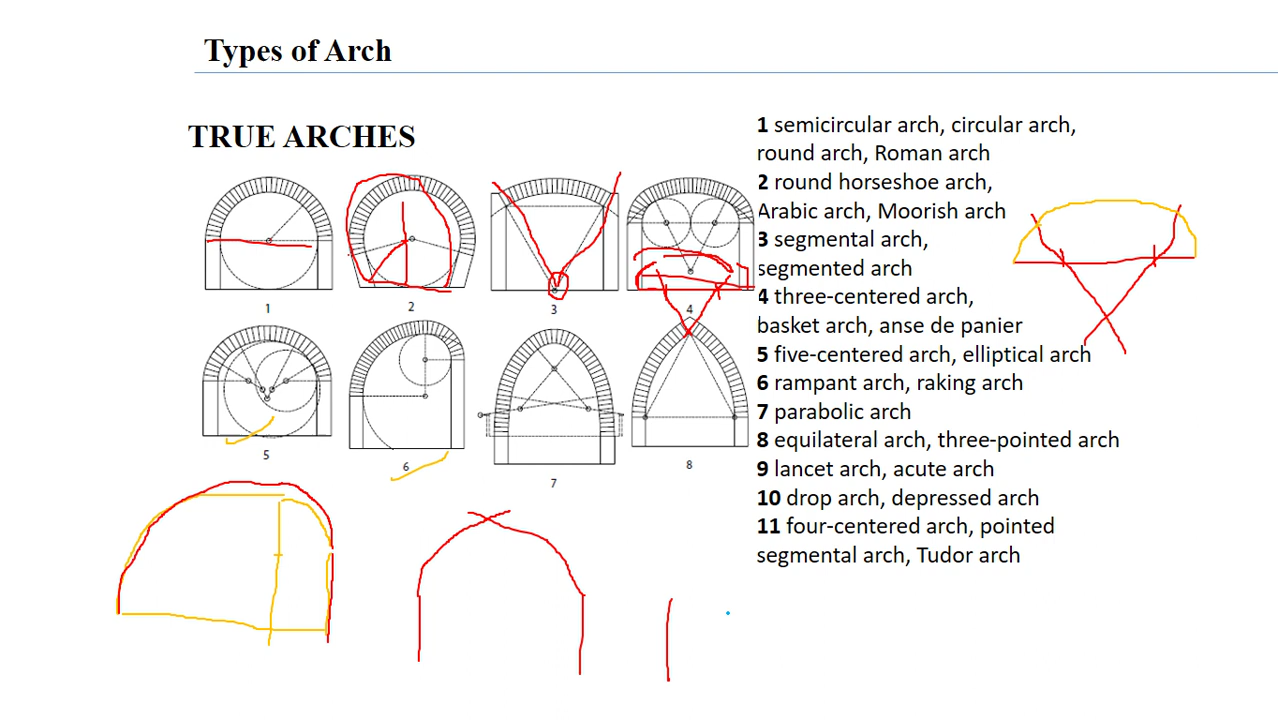 Types of Arch
TRUE ARCHES
1 semicircular arch, circular arch,
round arch, Roman arch
2 round horseshoe arch,
Arabic arch, Moorish arch
3 segmental arch,
segmented arch
4 three-centered arch,
basket arch, anse de panier
5 five-centered arch, elliptical arch
6 rampant arch, raking arch
7 parabolic arch
8 equilateral arch, three-pointed arch
9 lancet arch, acute arch
10 drop arch, depressed arch
11 four-centered arch, pointed
segmental arch, Tudor arch
1 2 3 4
5 6 7 8